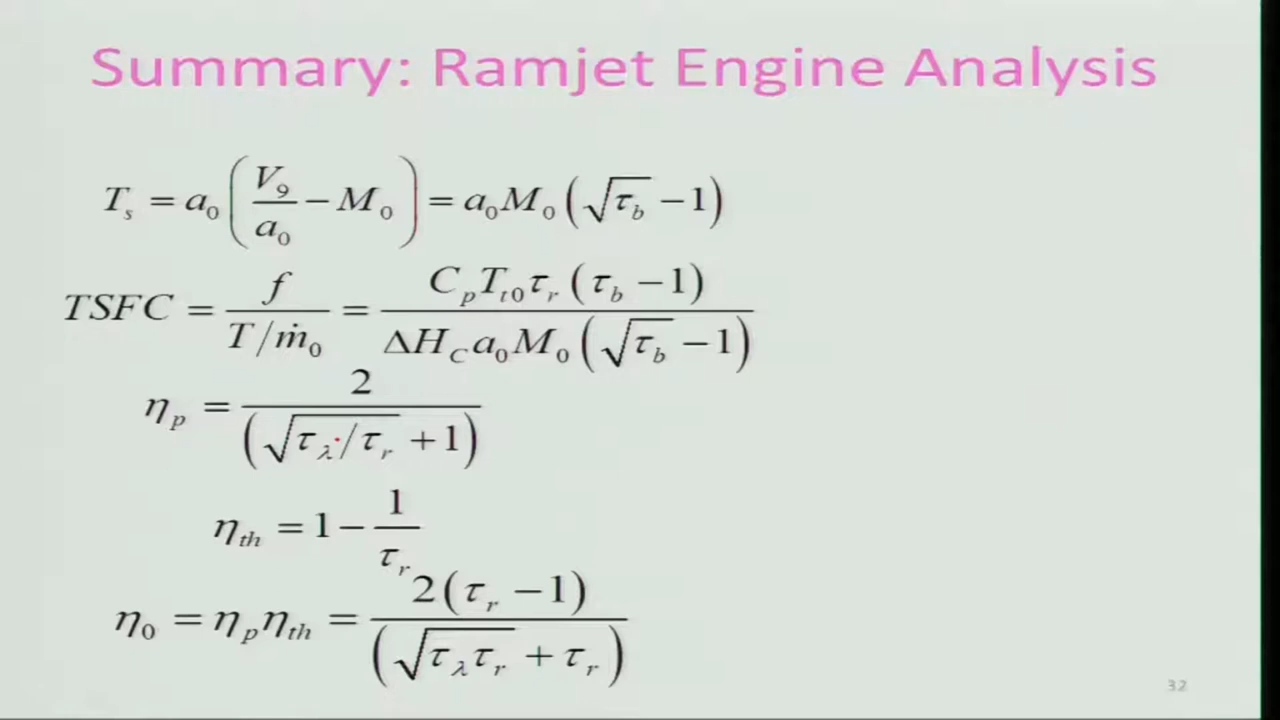 Summary: Ramjet Engine Analysis
T_s = a_0 ( V_9 / a_0 − M_0 ) = a_0 M_0 ( √τ_b − 1 )
TSFC = f / (T/ṁ_0) = C_p T_{t0} τ_r ( τ_b − 1 ) / ΔH_C a_0 M_0 ( √τ_b − 1 )
η_p = 2 / ( √(τ_λ/τ_r) + 1 )
η_th = 1 − 1 / τ_r
η_0 = η_p η_th = 2 ( τ_r − 1 ) / ( √(τ_λ τ_r) + τ_r )
32